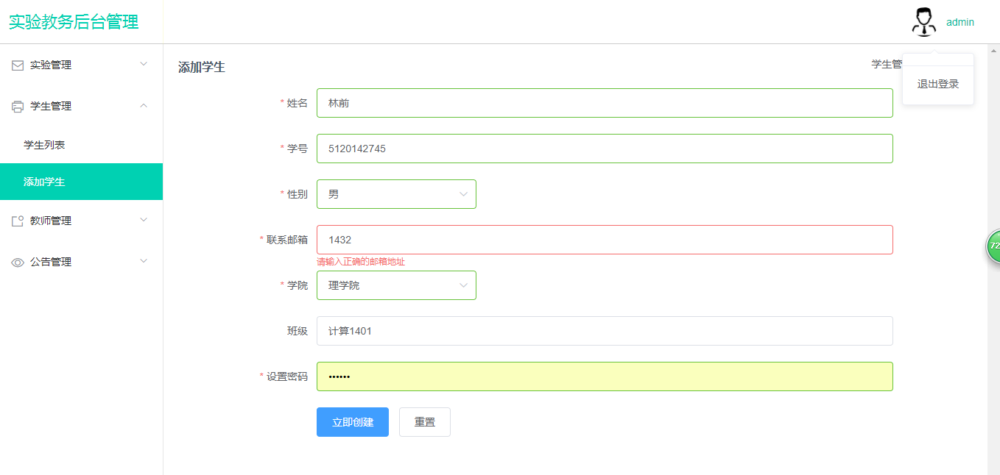 实验教务后台管理
admin
实验管理
学生管理
学生列表
添加学生
教师管理
公告管理
添加学生
学生管
退出登录
* 姓名 林前
* 学号 5120142745
* 性别 男
* 联系邮箱 1432
请输入正确的邮箱地址
* 学院 理学院
班级 计算1401
* 设置密码 ••••••
立即创建 重置
72